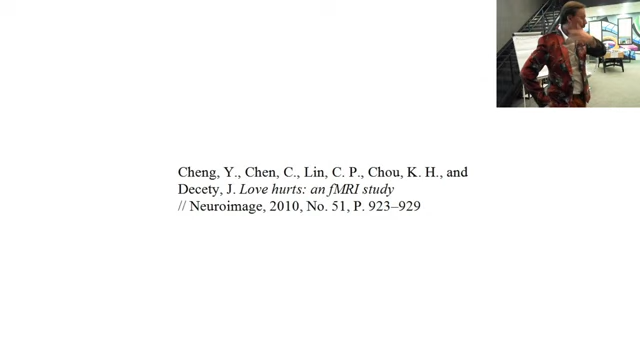 Cheng, Y., Chen, C., Lin, C. P., Chou, K. H., and
Decety, J. Love hurts: an fMRI study
// Neuroimage, 2010, No. 51, P. 923–929